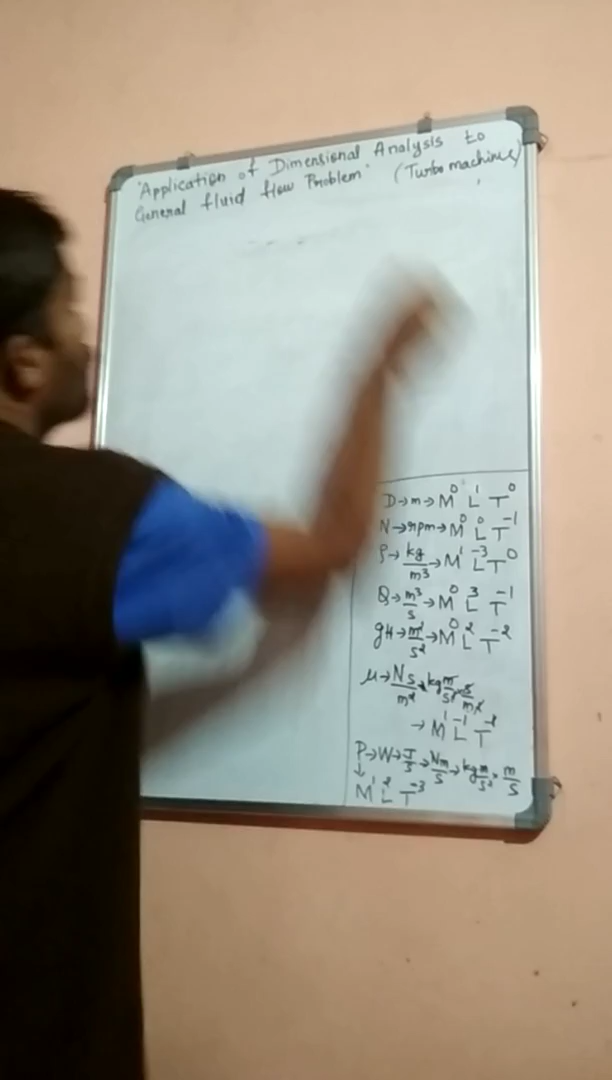 "Application of Dimensional Analysis to
General fluid flow Problem" (Turbo machines)
D→m→M⁰ L¹ T⁰
N→rpm→M⁰ L⁰ T⁻¹
ρ→kg/m³→M¹ L⁻³ T⁰
Q→m³/s→M⁰ L³ T⁻¹
gH→m²/s²→M⁰ L² T⁻²
μ→Ns/m²→kg m/s² × s/m²
→M¹ L⁻¹ T⁻¹
P→W→J/s→Nm/s→kg m/s² × m/s
↓
M¹ L² T⁻³